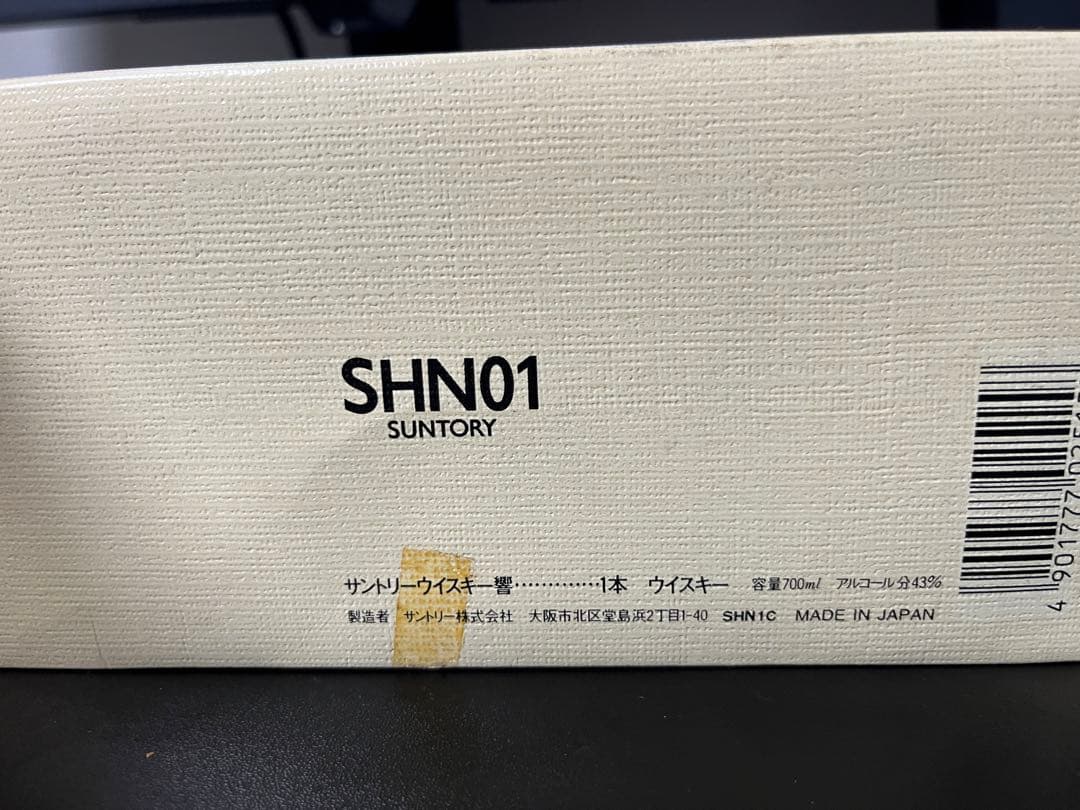 SHN01
SUNTORY
サントリーウイスキー響·············1本 ウイスキー 容量700ml アルコール分43%
製造者 サントリー株式会社 大阪市北区堂島浜2丁目1-40 SHN1C MADE IN JAPAN
4 901777 0251